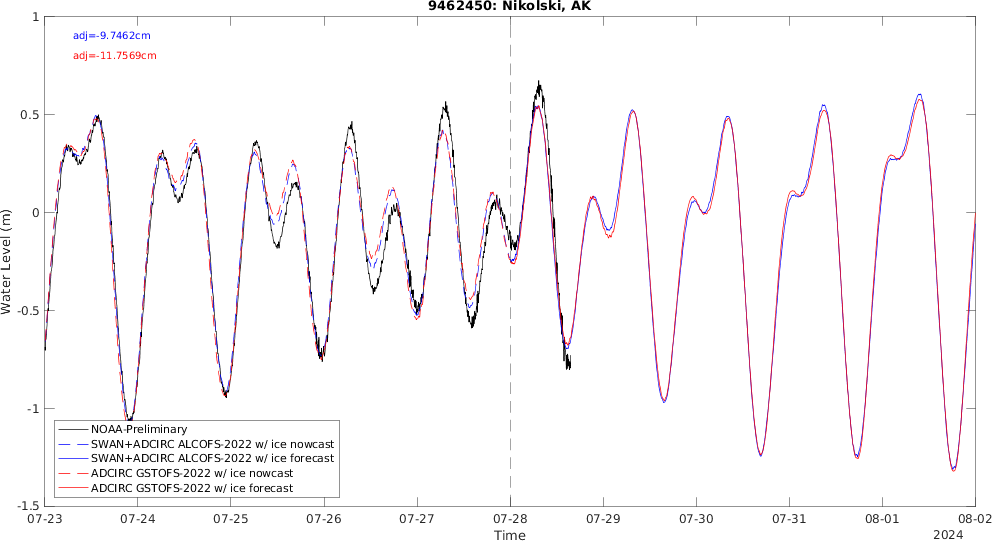 9462450: Nikolski, AK
adj=-9.7462cm
adj=-11.7569cm
Water Level (m)
1
0.5
0
-0.5
-1
-1.5
NOAA-Preliminary
SWAN+ADCIRC ALCOFS-2022 w/ ice nowcast
SWAN+ADCIRC ALCOFS-2022 w/ ice forecast
ADCIRC GSTOFS-2022 w/ ice nowcast
ADCIRC GSTOFS-2022 w/ ice forecast
07-23 07-24 07-25 07-26 07-27 07-28 07-29 07-30 07-31 08-01 08-02
Time
2024